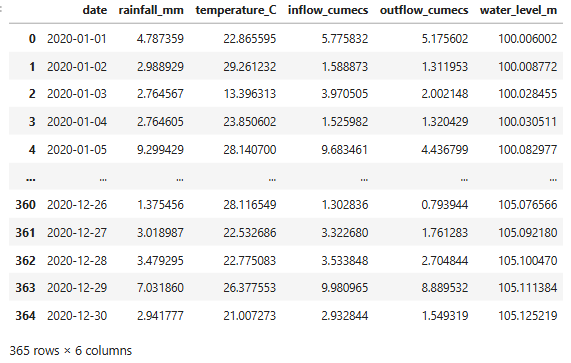 date rainfall_mm temperature_C inflow_cumecs outflow_cumecs water_level_m
0 2020-01-01 4.787359 22.865595 5.775832 5.175602 100.006002
1 2020-01-02 2.988929 29.261232 1.588873 1.311953 100.008772
2 2020-01-03 2.764567 13.396313 3.970505 2.002148 100.028455
3 2020-01-04 2.764605 23.850602 1.525982 1.320429 100.030511
4 2020-01-05 9.299429 28.140700 9.683461 4.436799 100.082977
... ... ... ... ... ... ...
360 2020-12-26 1.375456 28.116549 1.302836 0.793944 105.076566
361 2020-12-27 3.018987 22.532686 3.322680 1.761283 105.092180
362 2020-12-28 3.479295 22.775083 3.533848 2.704844 105.100470
363 2020-12-29 7.031860 26.377553 9.980965 8.889532 105.111384
364 2020-12-30 2.941777 21.007273 2.932844 1.549319 105.125219
365 rows × 6 columns